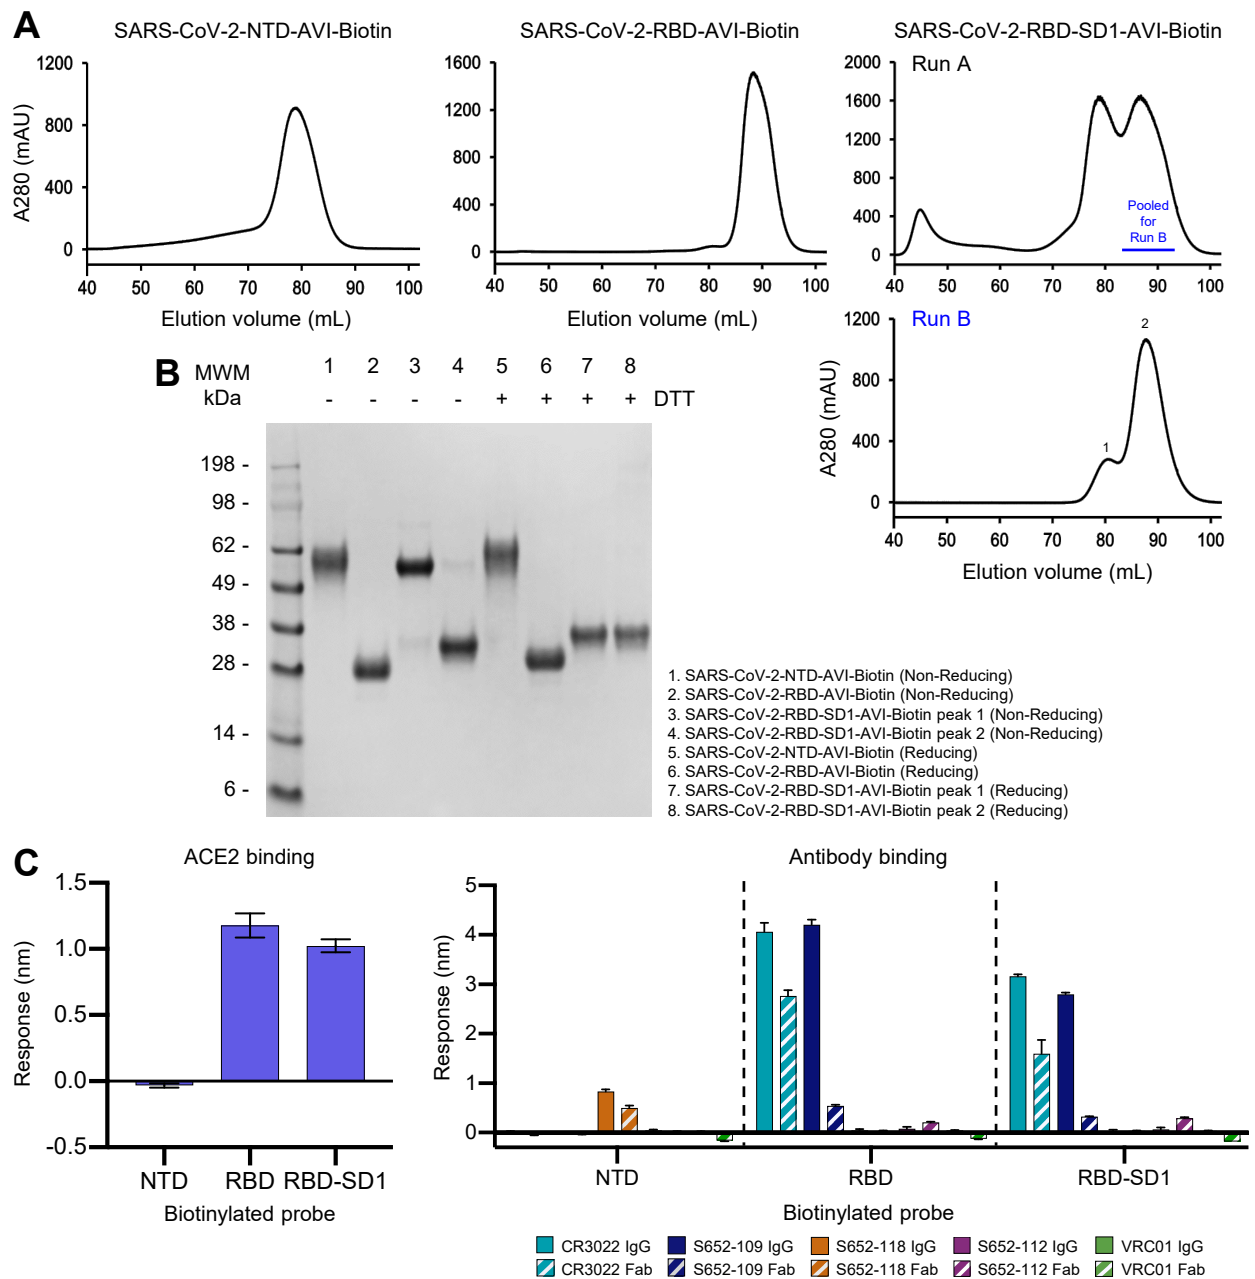 A
SARS-CoV-2-NTD-AVI-Biotin
SARS-CoV-2-RBD-AVI-Biotin
SARS-CoV-2-RBD-SD1-AVI-Biotin
A280 (mAU)
1200
800
400
0
40 50 60 70 80 90 100
Elution volume (mL)
1600
1200
800
400
0
40 50 60 70 80 90 100
Elution volume (mL)
Run A
2000
1600
1200
800
400
0
Pooled
for
Run B
40 50 60 70 80 90 100
Run B
A280 (mAU)
1200
800
400
0
1
2
40 50 60 70 80 90 100
Elution volume (mL)
B
MWM 1 2 3 4 5 6 7 8
kDa - - - - + + + + DTT
198 -
98 -
62 -
49 -
38 -
28 -
14 -
6 -
1. SARS-CoV-2-NTD-AVI-Biotin (Non-Reducing)
2. SARS-CoV-2-RBD-AVI-Biotin (Non-Reducing)
3. SARS-CoV-2-RBD-SD1-AVI-Biotin peak 1 (Non-Reducing)
4. SARS-CoV-2-RBD-SD1-AVI-Biotin peak 2 (Non-Reducing)
5. SARS-CoV-2-NTD-AVI-Biotin (Reducing)
6. SARS-CoV-2-RBD-AVI-Biotin (Reducing)
7. SARS-CoV-2-RBD-SD1-AVI-Biotin peak 1 (Reducing)
8. SARS-CoV-2-RBD-SD1-AVI-Biotin peak 2 (Reducing)
C
ACE2 binding
Response (nm)
1.5
1.0
0.5
0.0
-0.5
NTD RBD RBD-SD1
Biotinylated probe
Antibody binding
Response (nm)
5
4
3
2
1
0
NTD RBD RBD-SD1
Biotinylated probe
CR3022 IgG S652-109 IgG S652-118 IgG S652-112 IgG VRC01 IgG
CR3022 Fab S652-109 Fab S652-118 Fab S652-112 Fab VRC01 Fab